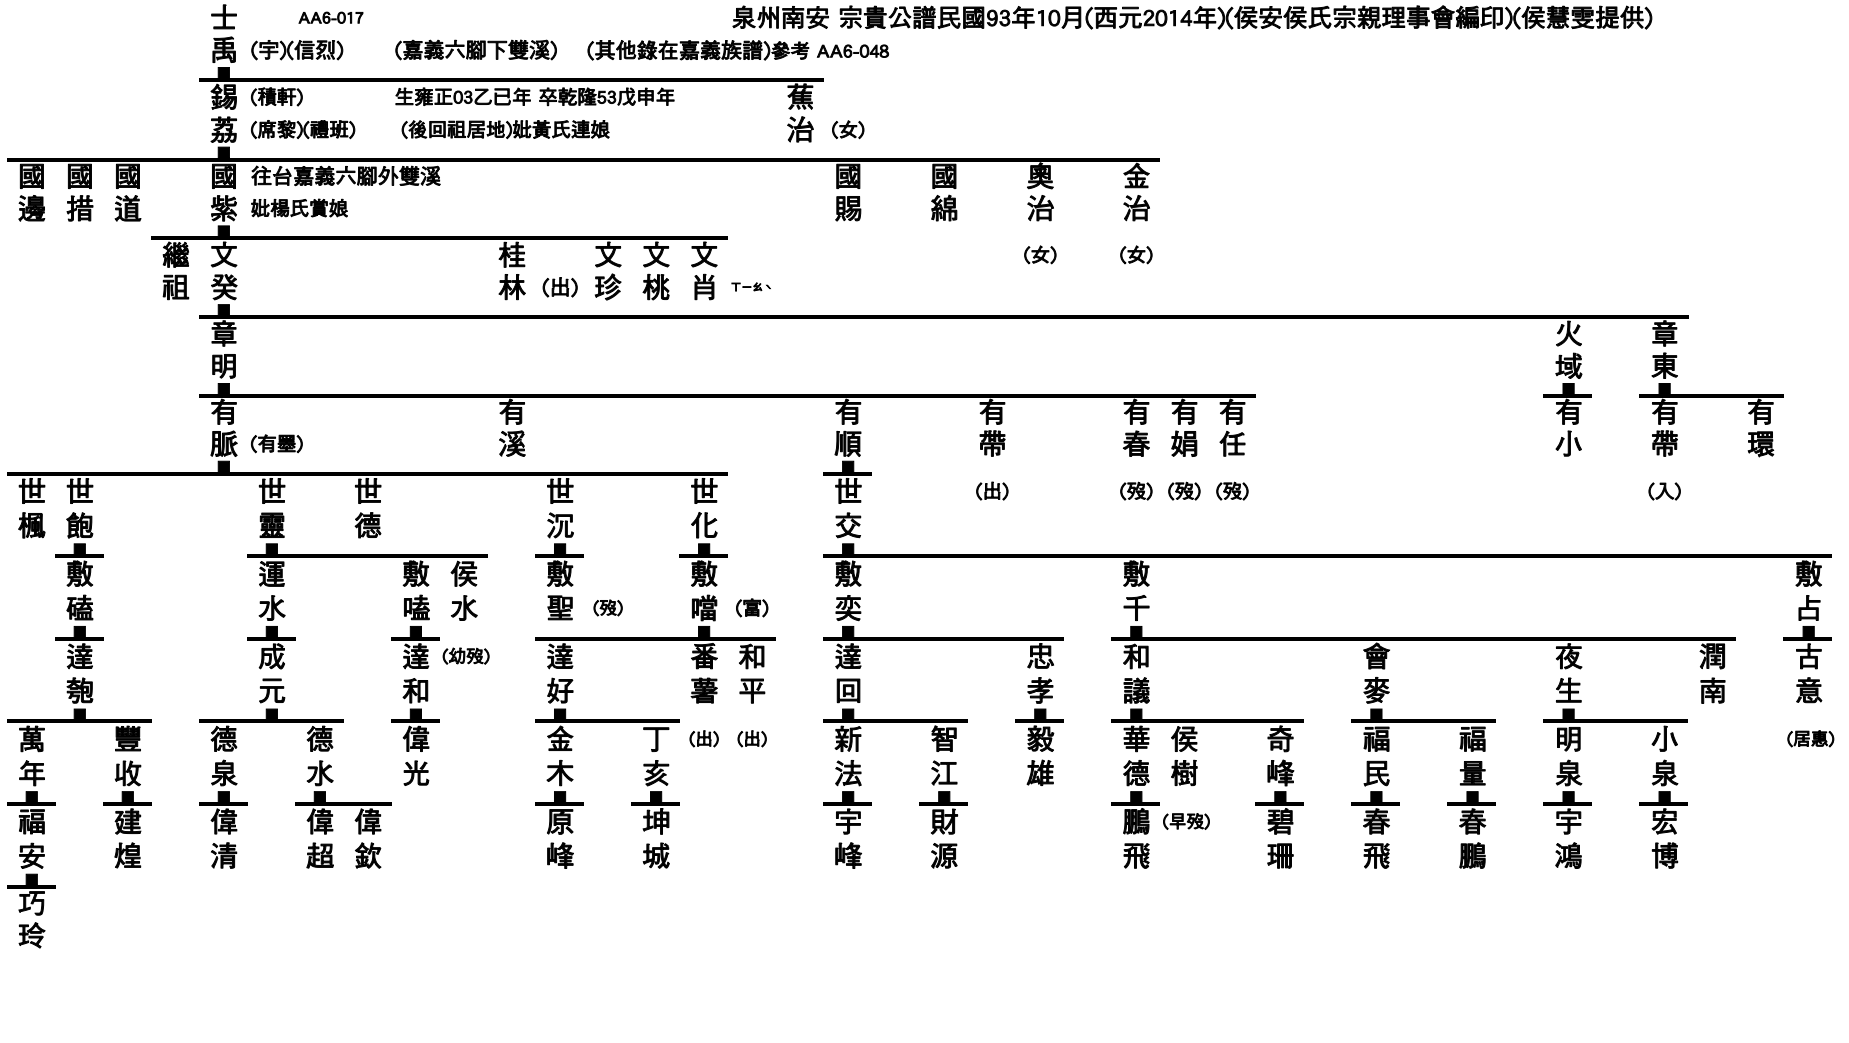 士禹 AA6-017 泉州南安 宗貴公譜民國93年10月(西元2014年)(侯安侯氏宗親理事會編印)(侯慧雯提供)
(宇)(信烈) (嘉義六腳下雙溪) (其他錄在嘉義族譜)參考 AA6-048
錫荔 (積軒) 生雍正03乙己年 卒乾隆53戊申年 蕉治 (女)
(席黎)(禮班) (後回祖居地)妣黃氏連娘
國邊 國措 國道 國紫 往台嘉義六腳外雙溪 國賜 國綿 奧治 金治
妣楊氏賞娘
(女) (女)
繼祖 文癸 桂林 (出) 文珍 文桃 文肖 ㄒㄧㄠˋ
章明 火域 章東
有脈 (有壆) 有溪 有順 有帶 有春 有娟 有任 有小 有帶 有環
(出) (歿) (歿) (歿) (入)
世楓 世飽 世靈 世德 世沉 世化 世交
敷磕 運水 敷嗑 侯水 敷聖 (歿) 敷噹 (富) 敷奕 敷千 敷占
達匏 成元 達和 (幼歿) 達好 番薯 和平 達回 忠孝 和議 會麥 夜生 潤南 古意
萬年 豐收 德泉 德水 偉光 金木 丁亥 (出) (出) 新法 智江 毅雄 華德 侯樹 奇峰 福民 福量 明泉 小泉 (居惠)
福安 建煌 偉清 偉超 偉欽 原峰 坤城 宇峰 財源 鵬飛 (早歿) 碧珊 春飛 春鵬 宇鴻 宏博
巧玲